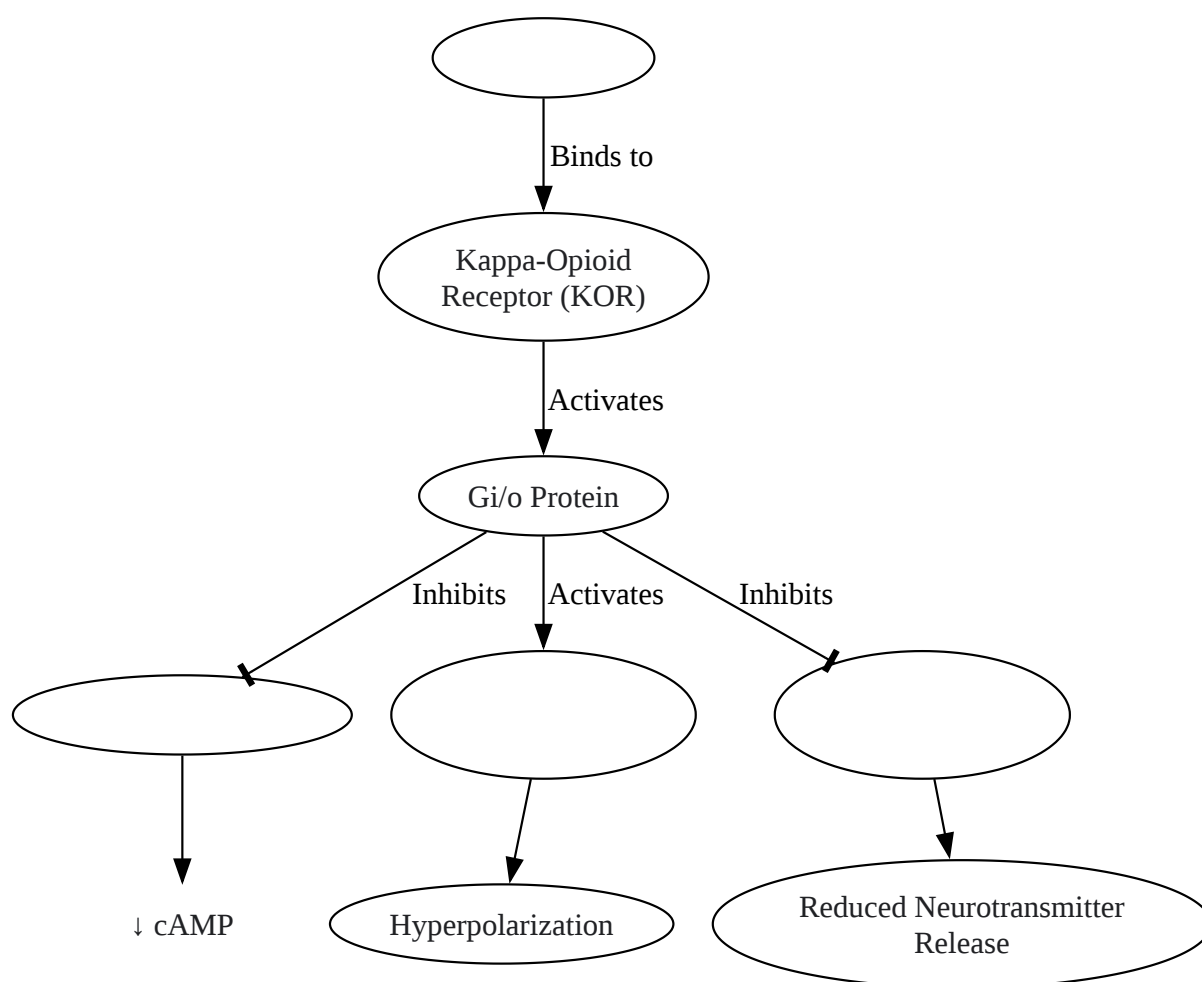 Binds to
Kappa-Opioid
Receptor (KOR)
Activates
Gi/o Protein
Inhibits
Activates
Inhibits
↓ cAMP
Hyperpolarization
Reduced Neurotransmitter
Release